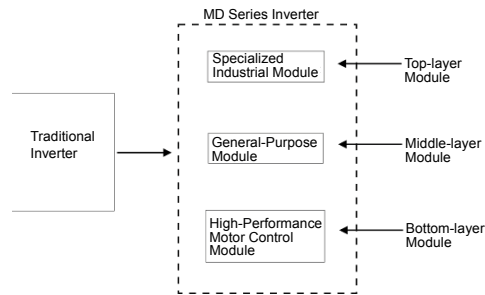 MD Series Inverter
Specialized
Industrial Module
Top-layer
Module
Traditional
Inverter
General-Purpose
Module
Middle-layer
Module
High-Performance
Motor Control
Module
Bottom-layer
Module